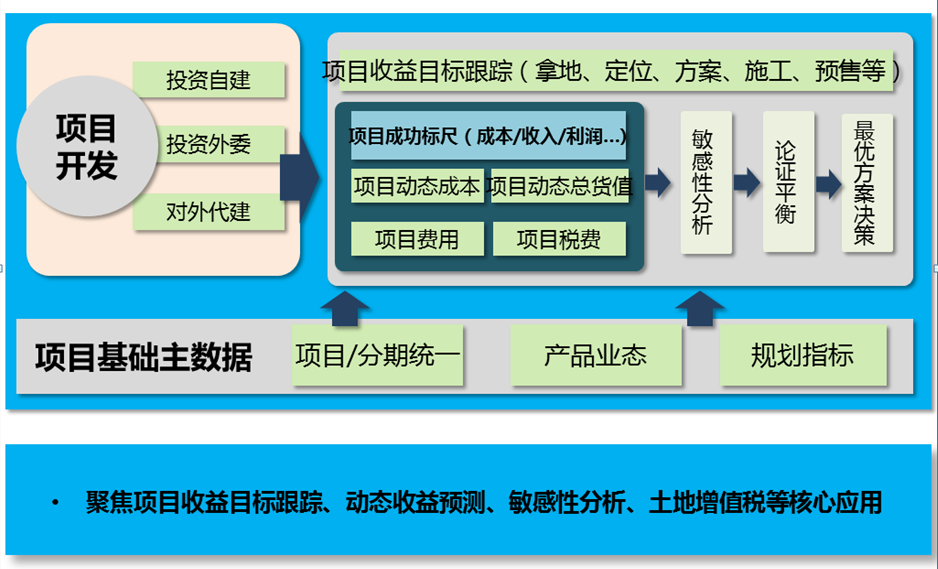 项目
开发
投资自建
投资外委
对外代建
项目收益目标跟踪（拿地、定位、方案、施工、预售等）
项目成功标尺（成本/收入/利润...)
项目动态成本
项目动态总货值
项目费用
项目税费
敏感性分析
论证平衡
最优方案决策
项目基础主数据
项目/分期统一
产品业态
规划指标
• 聚焦项目收益目标跟踪、动态收益预测、敏感性分析、土地增值税等核心应用